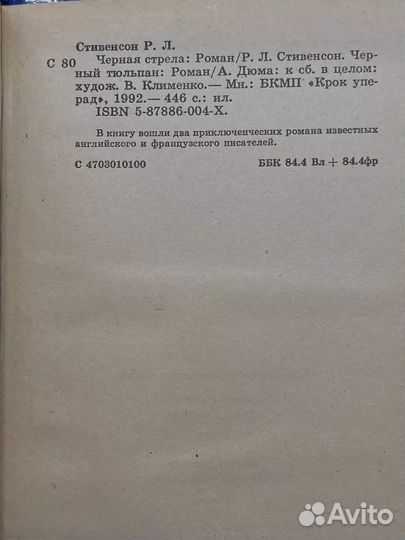 Стивенсон Р. Л.
С 80 Черная стрела: Роман/Р. Л. Стивенсон. Чер-
ный тюльпан: Роман/А. Дюма: к сб. в целом:
худож. В. Клименко.— Мн.: БКМП «Крок упе-
рад», 1992.— 446 с.: ил.
ISBN 5-87886-004-X.
В книгу вошли два приключенческих романа известных
английского и французского писателей.
С 4703010100 ББК 84.4 Вл + 84.4фр
Avito